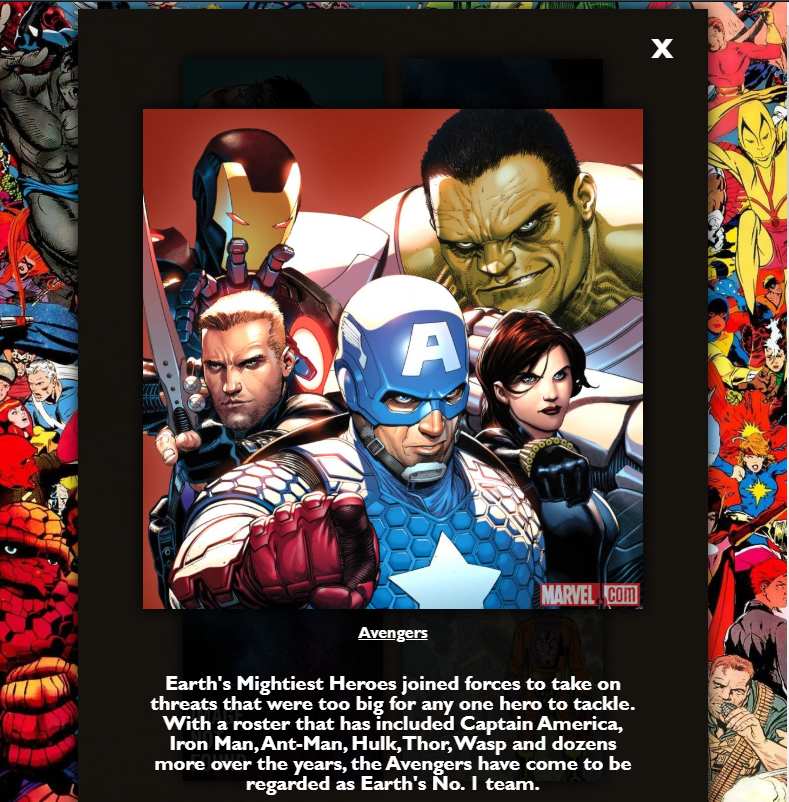 X
A
MARVEL.com
Avengers
Earth's Mightiest Heroes joined forces to take on
threats that were too big for any one hero to tackle.
With a roster that has included Captain America,
Iron Man, Ant-Man, Hulk, Thor, Wasp and dozens
more over the years, the Avengers have come to be
regarded as Earth's No. 1 team.